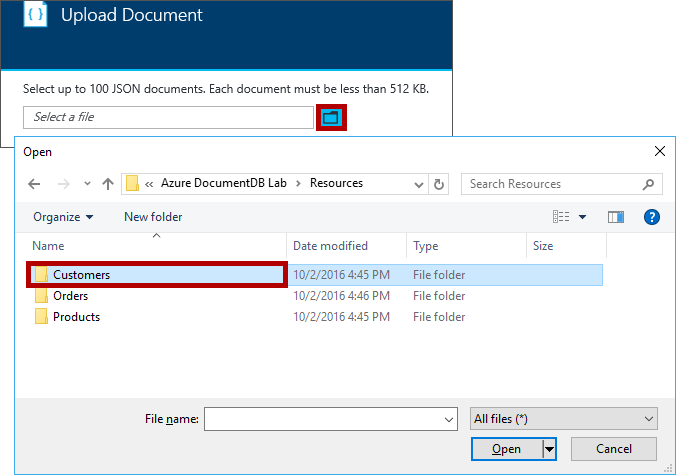 Upload Document
Select up to 100 JSON documents. Each document must be less than 512 KB.
Select a file
Open
« Azure DocumentDB Lab > Resources
Search Resources
Organize New folder
Name Date modified Type Size
Customers 10/2/2016 4:45 PM File folder
Orders 10/2/2016 4:46 PM File folder
Products 10/2/2016 4:45 PM File folder
File name: All files (*)
Open Cancel